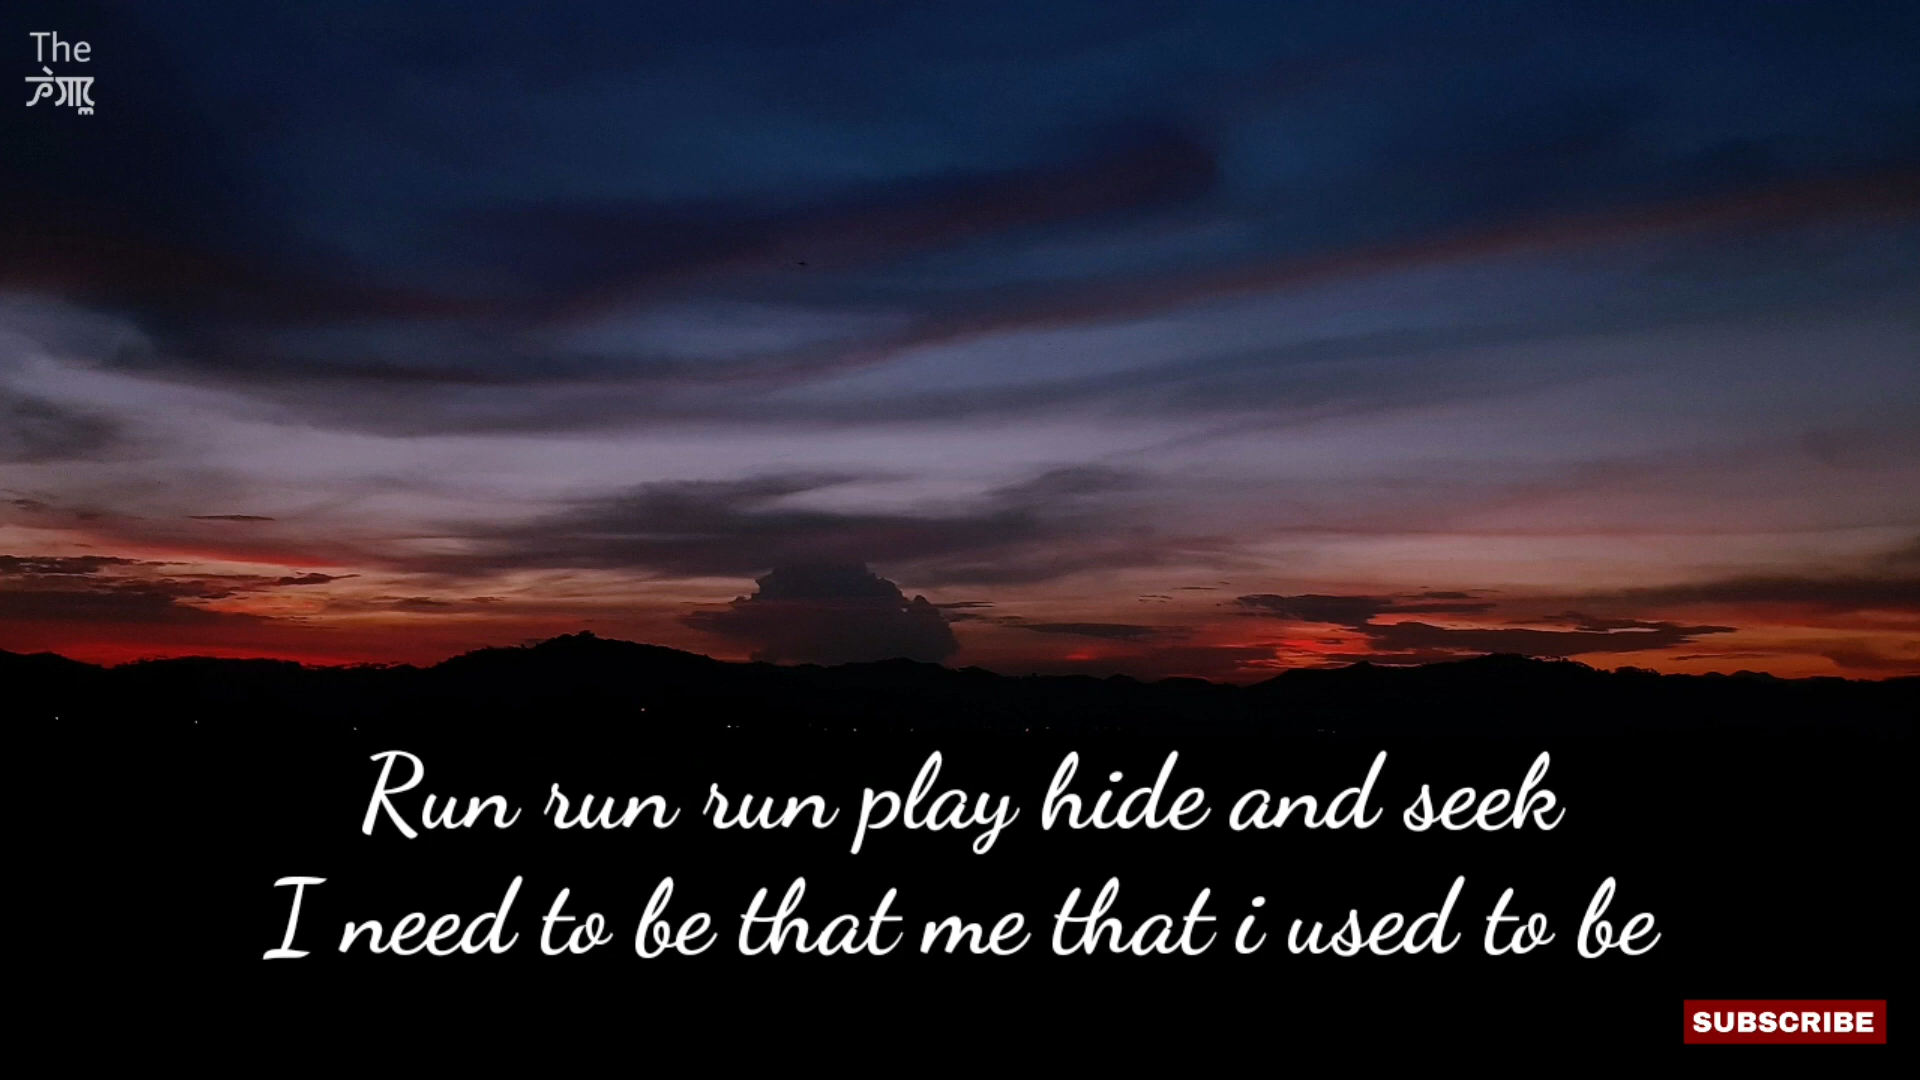 The
Run run run play hide and seek
I need to be that me that i used to be
SUBSCRIBE